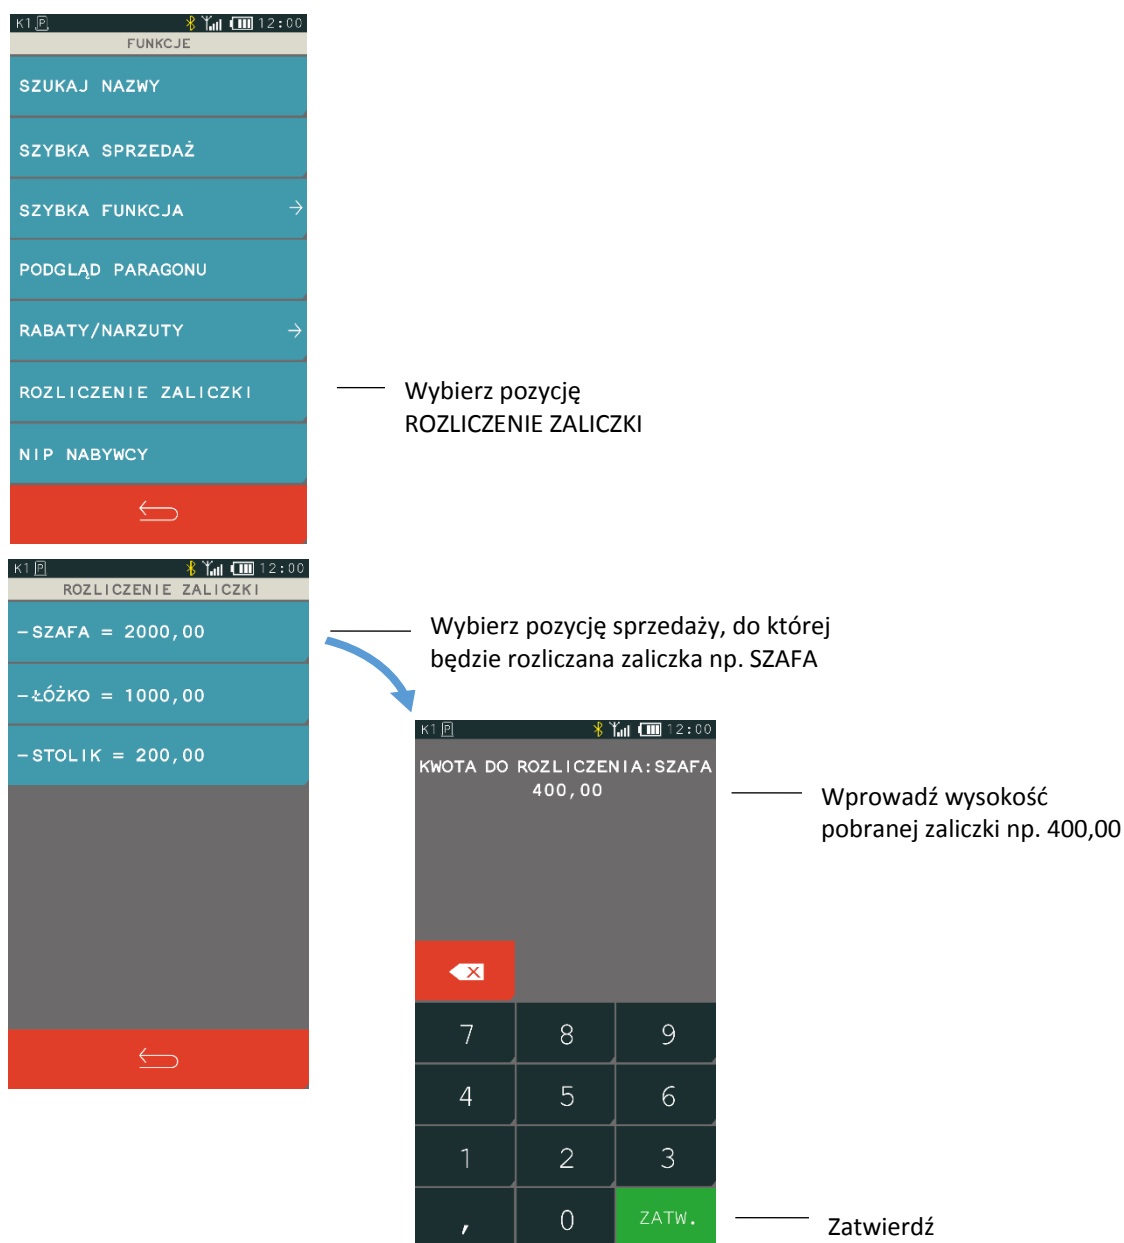 K1 P 12:00
FUNKCJE
SZUKAJ NAZWY
SZYBKA SPRZEDAŻ
SZYBKA FUNKCJA →
PODGLĄD PARAGONU
RABATY/NARZUTY →
ROZLICZENIE ZALICZKI
NIP NABYWCY
Wybierz pozycję
ROZLICZENIE ZALICZKI
K1 P 12:00
ROZLICZENIE ZALICZKI
-SZAFA = 2000,00
-ŁÓŻKO = 1000,00
-STOLIK = 200,00
Wybierz pozycję sprzedaży, do której
będzie rozliczana zaliczka np. SZAFA
K1 P 12:00
KWOTA DO ROZLICZENIA:SZAFA
400,00
Wprowadź wysokość
pobranej zaliczki np. 400,00
7 8 9
4 5 6
1 2 3
, 0 ZATW.
Zatwierdź